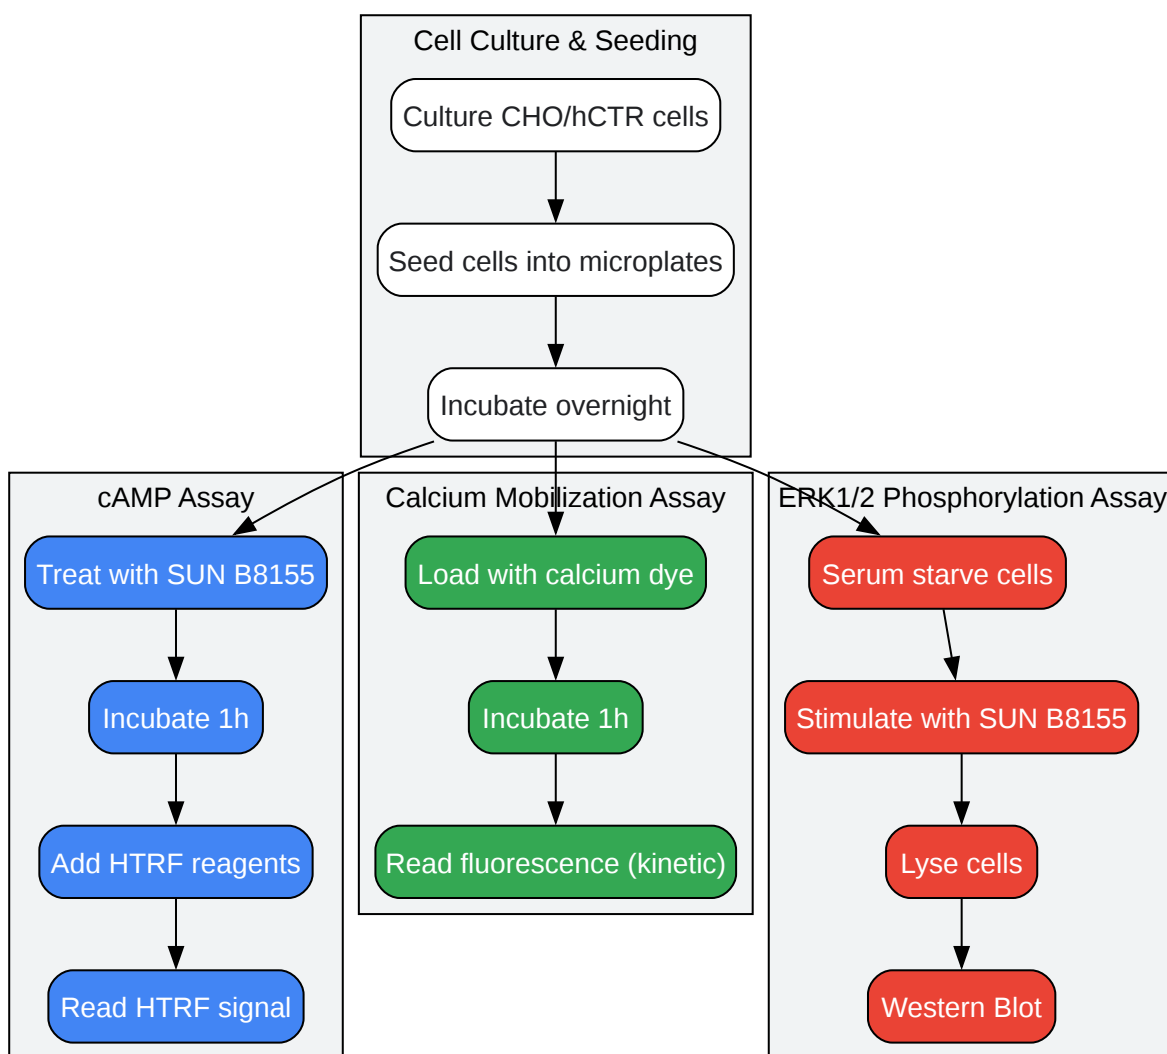 Cell Culture & Seeding
Culture CHO/hCTR cells
Seed cells into microplates
Incubate overnight
cAMP Assay
Treat with SUN B8155
Incubate 1h
Add HTRF reagents
Read HTRF signal
Calcium Mobilization Assay
Load with calcium dye
Incubate 1h
Read fluorescence (kinetic)
ERK1/2 Phosphorylation Assay
Serum starve cells
Stimulate with SUN B8155
Lyse cells
Western Blot